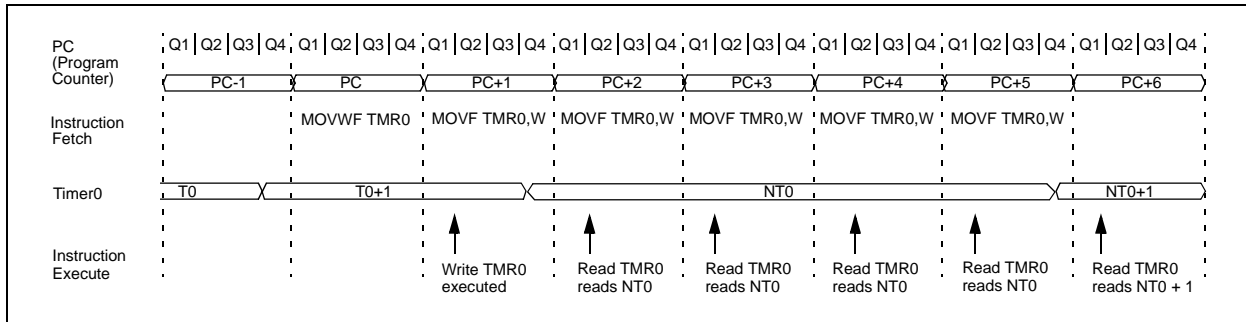 PC
(Program
Counter)
Q1 Q2 Q3 Q4 Q1 Q2 Q3 Q4 Q1 Q2 Q3 Q4 Q1 Q2 Q3 Q4 Q1 Q2 Q3 Q4 Q1 Q2 Q3 Q4 Q1 Q2 Q3 Q4 Q1 Q2 Q3 Q4
PC-1 PC PC+1 PC+2 PC+3 PC+4 PC+5 PC+6
Instruction
Fetch
MOVWF TMR0 MOVF TMR0,W MOVF TMR0,W MOVF TMR0,W MOVF TMR0,W MOVF TMR0,W
Timer0
T0 T0+1 NT0 NT0+1
Instruction
Execute
Write TMR0
executed
Read TMR0
reads NT0
Read TMR0
reads NT0
Read TMR0
reads NT0
Read TMR0
reads NT0
Read TMR0
reads NT0 + 1